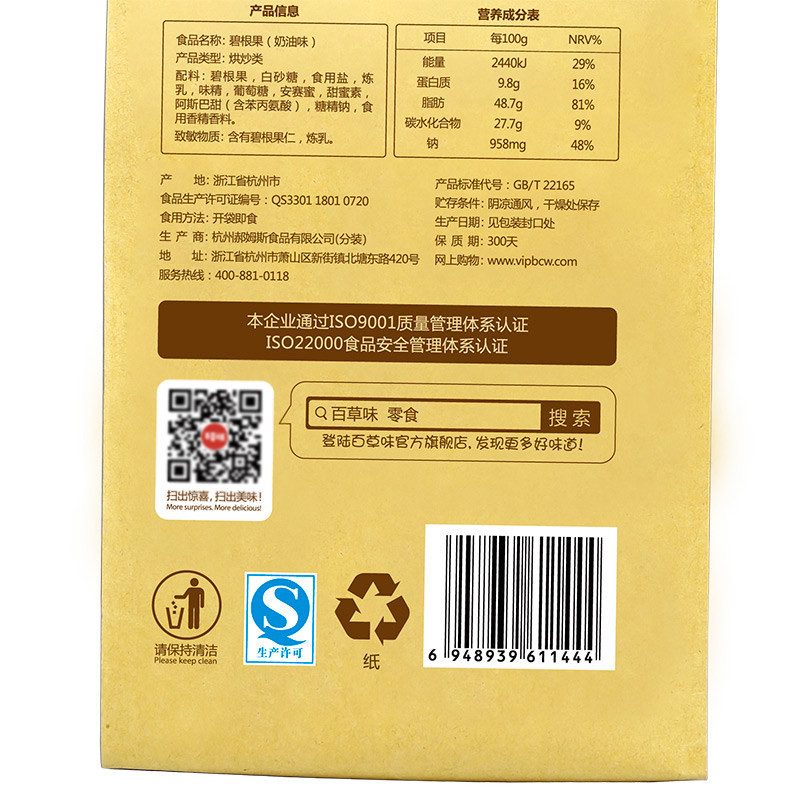 产品信息
食品名称：碧根果（奶油味）
产品类型：烘炒类
配料：碧根果，白砂糖，食用盐，炼
乳，味精，葡萄糖，安赛蜜，甜蜜素，
阿斯巴甜（含苯丙氨酸），糖精钠，食
用香精香料。
致敏物质：含有碧根果仁，炼乳。
营养成分表
项目 每100g NRV%
能量 2440kJ 29%
蛋白质 9.8g 16%
脂肪 48.7g 81%
碳水化合物 27.7g 9%
钠 958mg 48%
产 地：浙江省杭州市
食品生产许可证编号：QS3301 1801 0720
食用方法：开袋即食
生 产 商：杭州郝姆斯食品有限公司(分装)
地 址：浙江省杭州市萧山区新街镇北塘东路420号
服务热线：400-881-0118
产品标准代号：GB/T 22165
贮存条件：阴凉通风，干燥处保存
生产日期：见包装封口处
保 质 期：300天
网上购物：www.vipbcw.com
本企业通过ISO9001质量管理体系认证
ISO22000食品安全管理体系认证
百草味 零食 搜索
登陆百草味官方旗舰店，发现更多好味道！
扫出惊喜，扫出美味！
More surprises, More delicious!
请保持清洁
Please keep clean
生产许可
纸
6 948939 611444